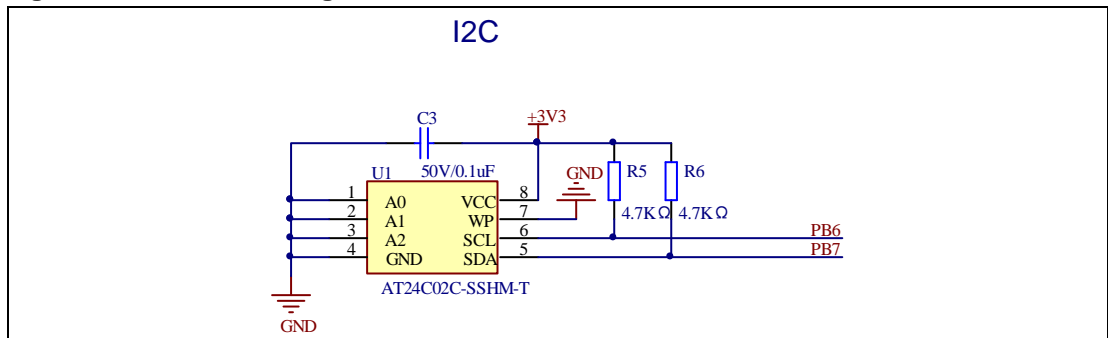 I2C
C3
+3V3
U1
50V/0.1uF
GND
R5
R6
1
A0
VCC
8
2
A1
WP
7
3
A2
SCL
6
4
GND
SDA
5
4.7KΩ
4.7KΩ
PB6
PB7
AT24C02C-SSHM-T
GND